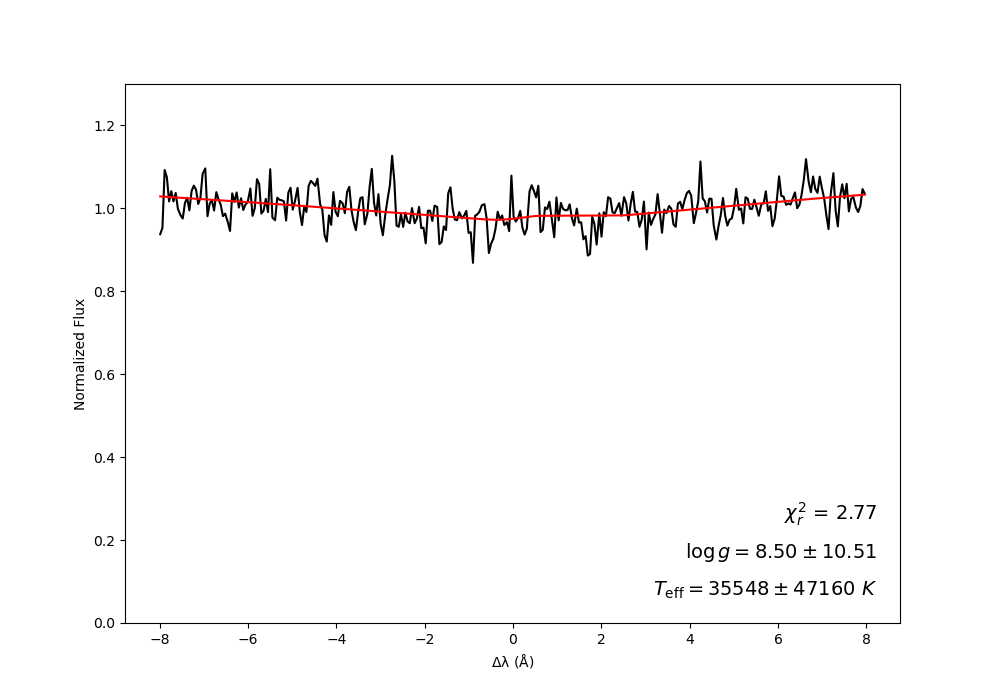 1.2
1.0
0.8
0.6
0.4
0.2
0.0
Normalized Flux
χ²ᵣ = 2.77
log g = 8.50 ± 10.51
T_eff = 35548 ± 47160 K
−8 −6 −4 −2 0 2 4 6 8
Δλ (Å)